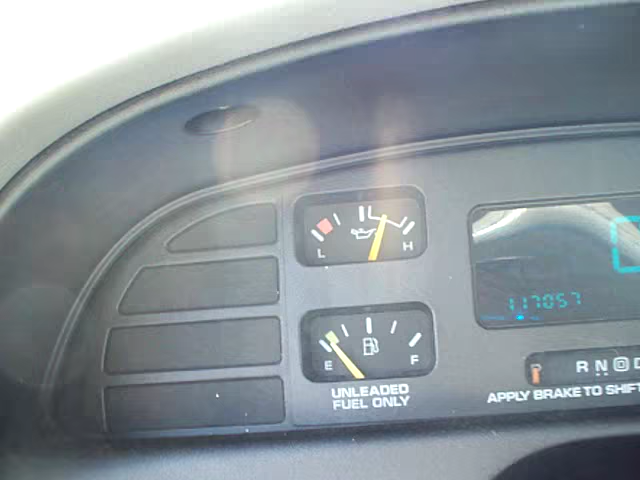 L H
117057
E F
UNLEADED
FUEL ONLY
P R N D D
APPLY BRAKE TO SHIFT